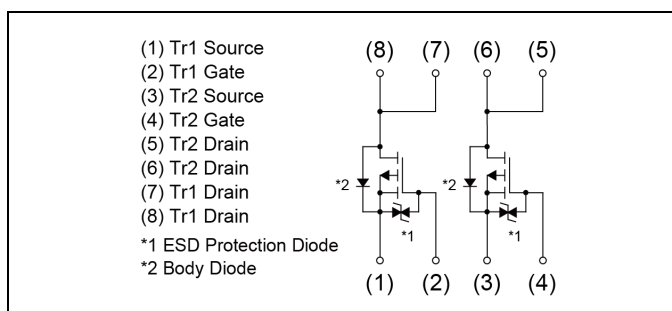 (1) Tr1 Source
(2) Tr1 Gate
(3) Tr2 Source
(4) Tr2 Gate
(5) Tr2 Drain
(6) Tr2 Drain
(7) Tr1 Drain
(8) Tr1 Drain
*1 ESD Protection Diode
*2 Body Diode
(8) (7) (6) (5)
*2 *2
*1 *1
(1) (2) (3) (4)